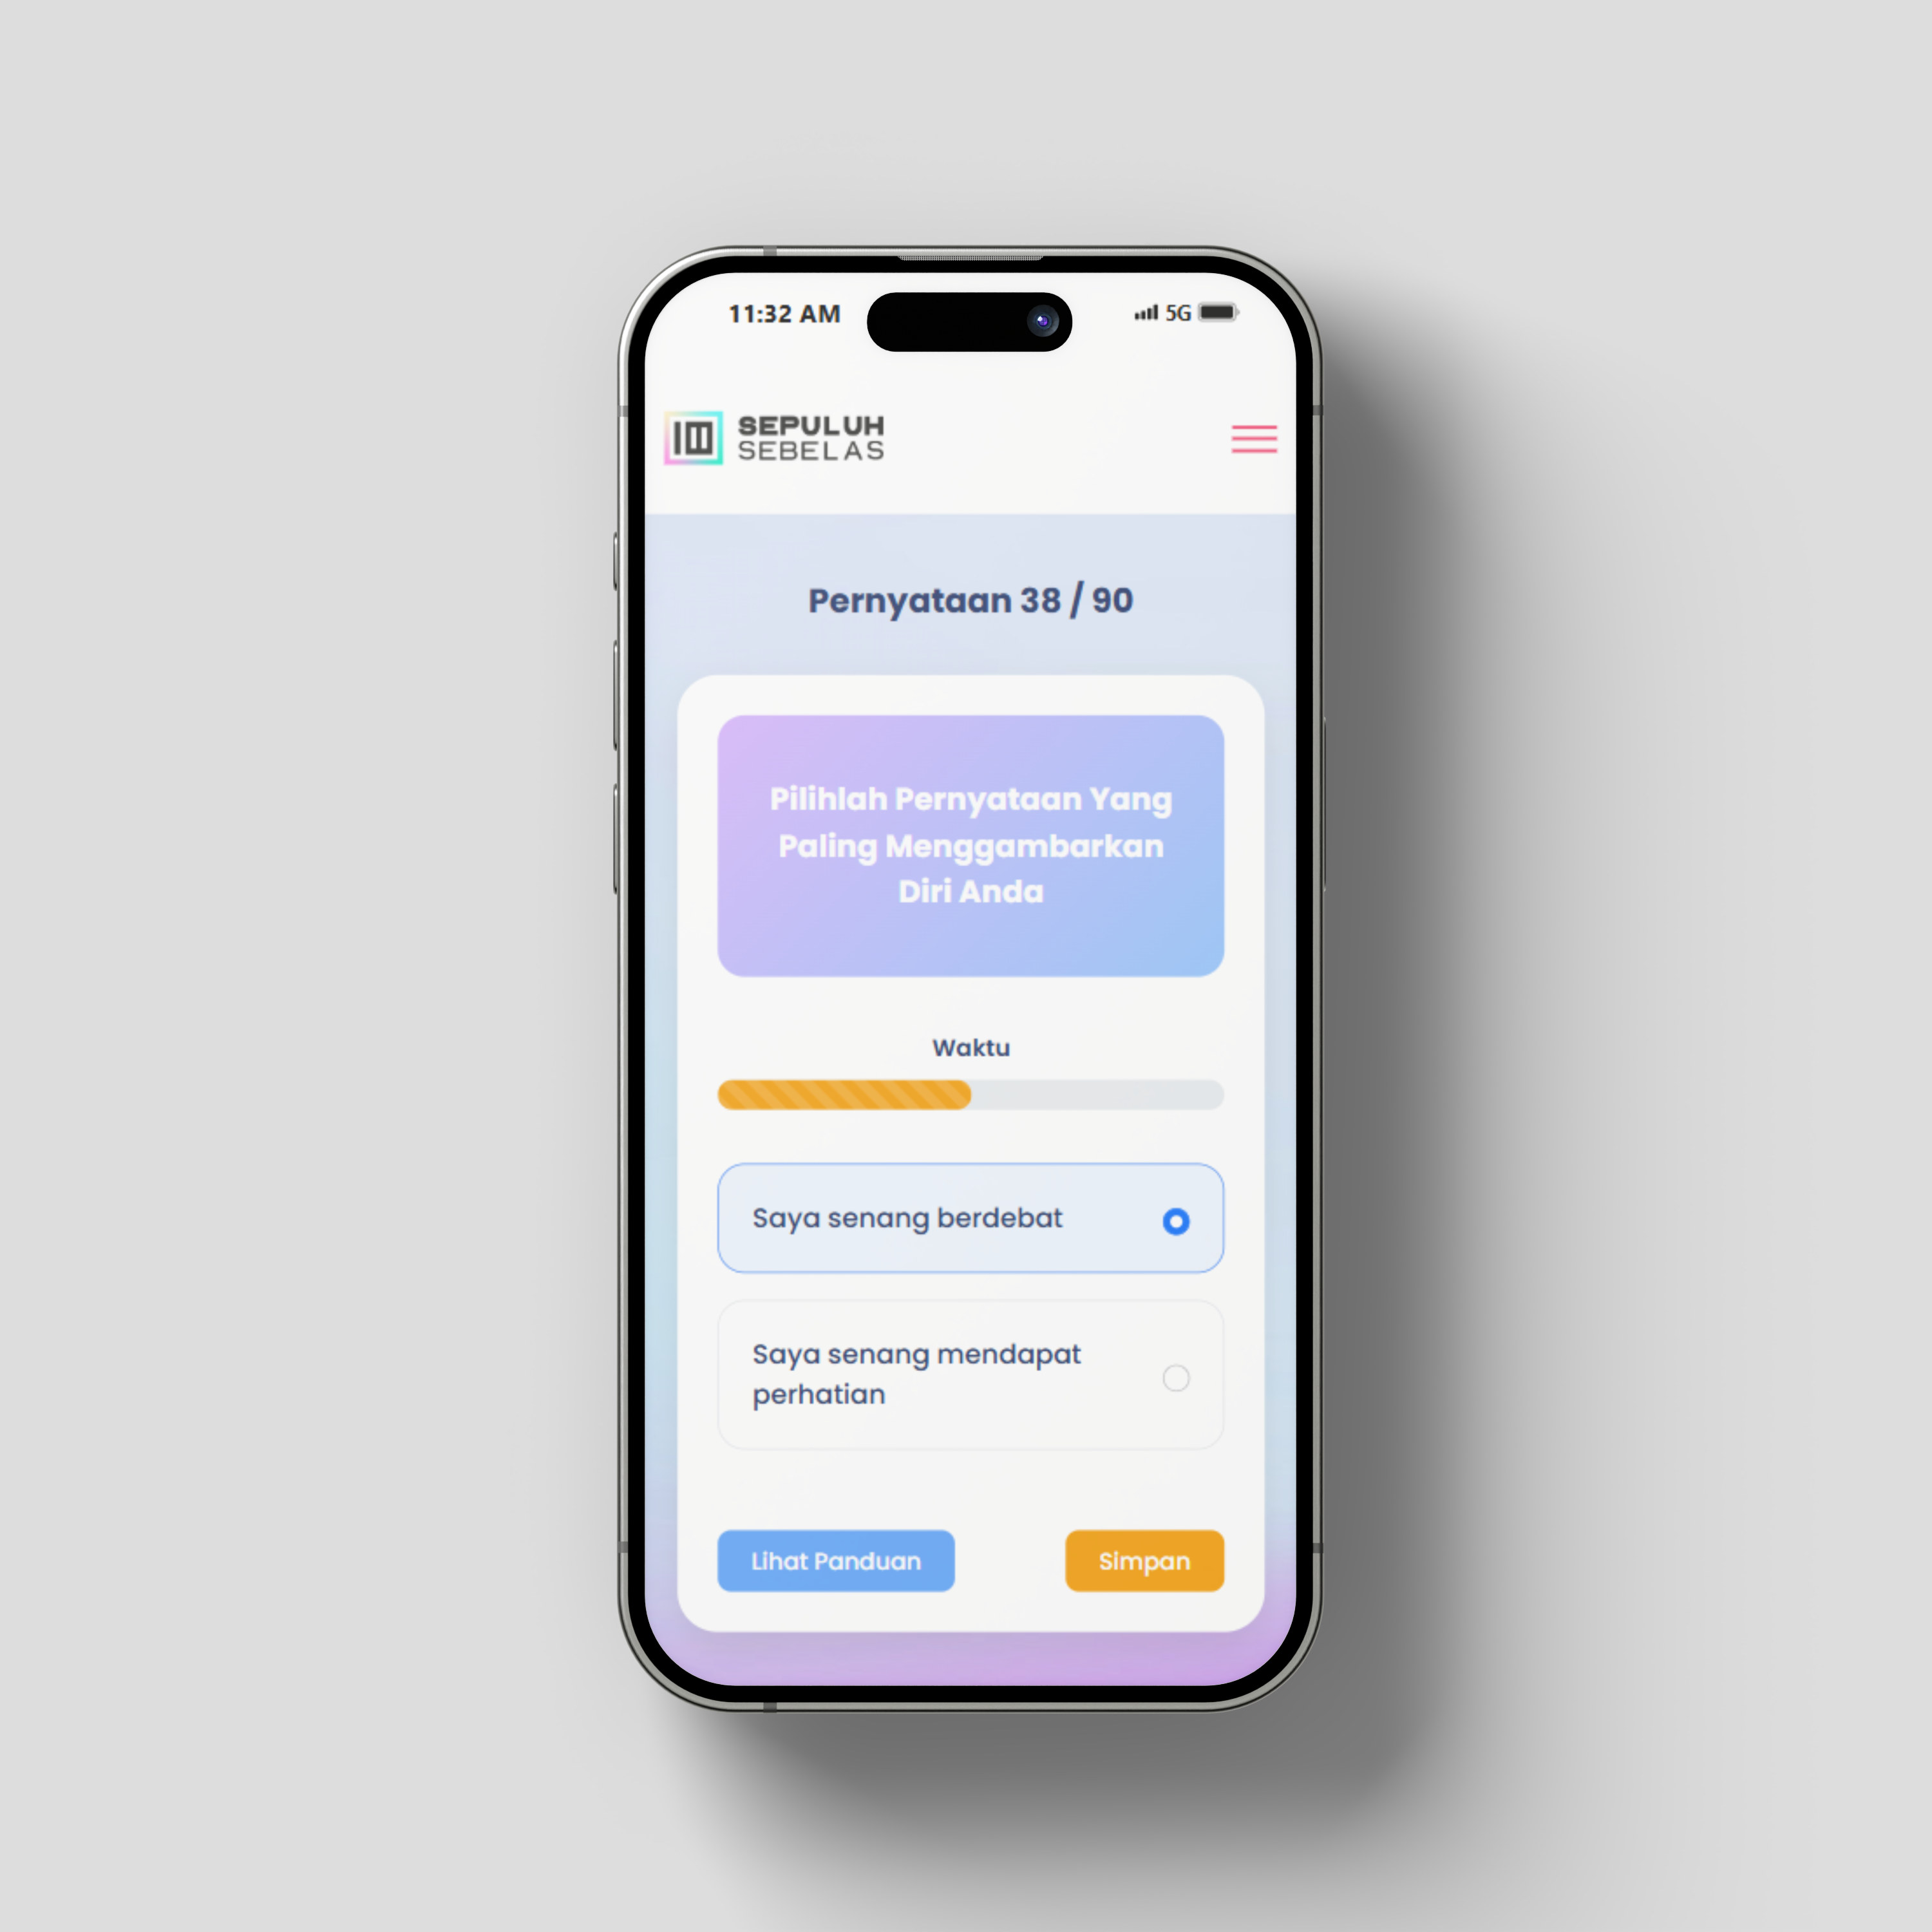 11:32 AM
5G
SEPULUH
SEBELAS
Pernyataan 38 / 90
Pilihlah Pernyataan Yang
Paling Menggambarkan
Diri Anda
Waktu
Saya senang berdebat
Saya senang mendapat
perhatian
Lihat Panduan
Simpan